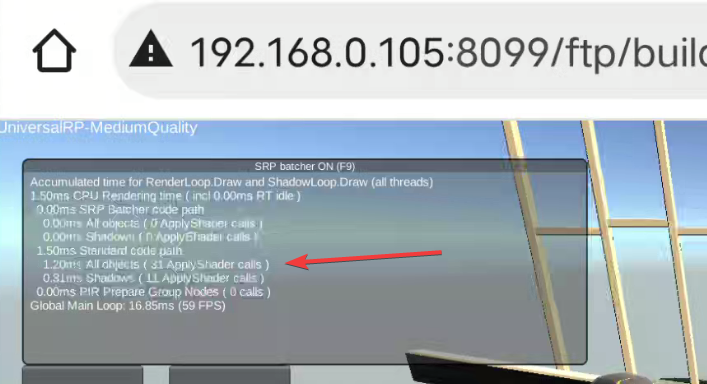 192.168.0.105:8099/ftp/build
UniversalRP-MediumQuality
SRP batcher ON (F9)
Accumulated time for RenderLoop.Draw and ShadowLoop.Draw (all threads)
1.50ms CPU Rendering time ( incl 0.00ms RT idle )
0.00ms SRP Batcher code path
0.00ms All objects ( 0 ApplyShader calls )
0.00ms Shadows ( 0 ApplyShader calls )
1.50ms Standard code path
1.20ms All objects ( 31 ApplyShader calls )
0.31ms Shadows ( 11 ApplyShader calls )
0.00ms PIR Prepare Group Nodes ( 0 calls )
Global Main Loop: 16.85ms (59 FPS)